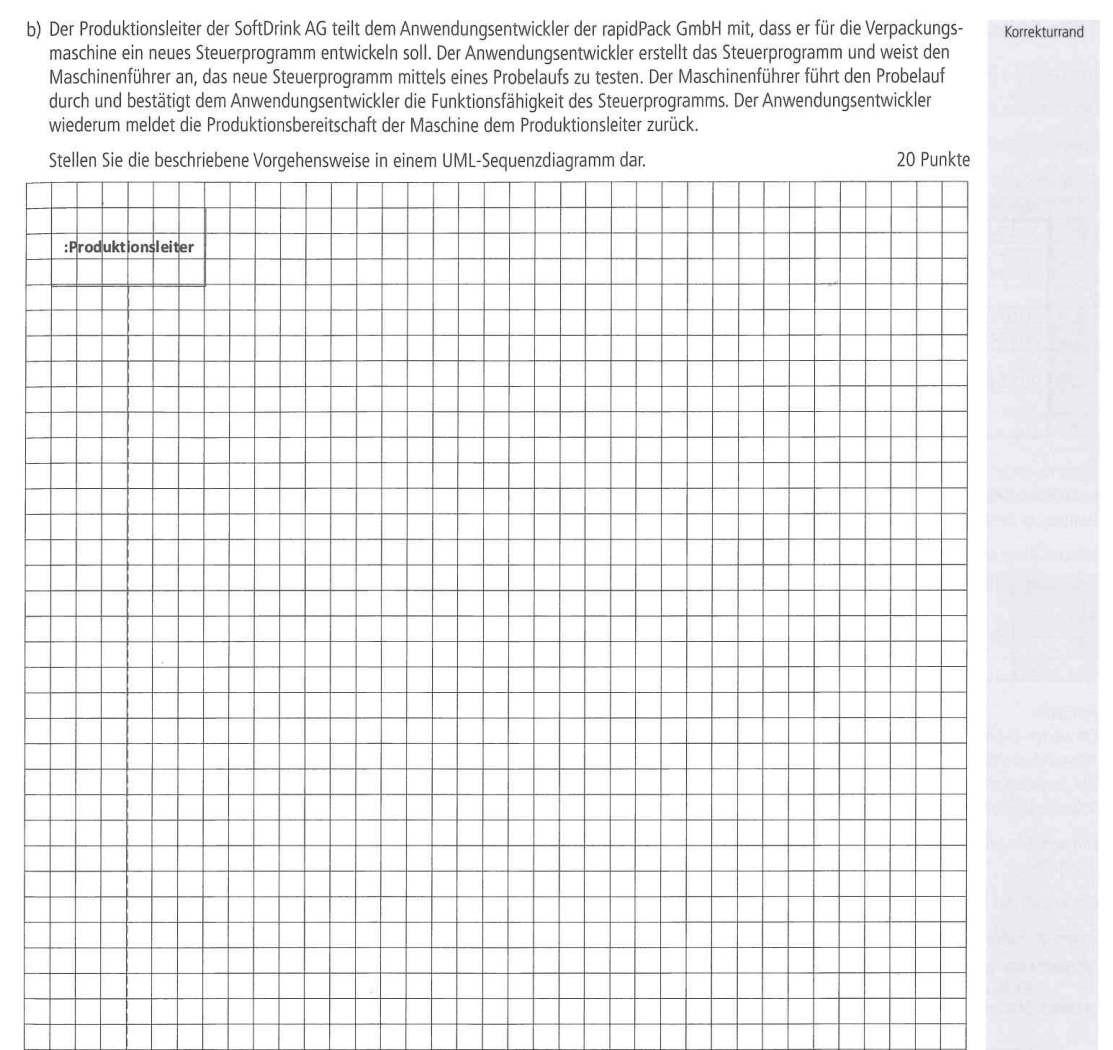 b) Der Produktionsleiter der SoftDrink AG teilt dem Anwendungsentwickler der rapidPack GmbH mit, dass er für die Verpackungs-
maschine ein neues Steuerprogramm entwickeln soll. Der Anwendungsentwickler erstellt das Steuerprogramm und weist den
Maschinenführer an, das neue Steuerprogramm mittels eines Probelaufs zu testen. Der Maschinenführer führt den Probelauf
durch und bestätigt dem Anwendungsentwickler die Funktionsfähigkeit des Steuerprogramms. Der Anwendungsentwickler
wiederum meldet die Produktionsbereitschaft der Maschine dem Produktionsleiter zurück.
Stellen Sie die beschriebene Vorgehensweise in einem UML-Sequenzdiagramm dar. 20 Punkte
Korrekturrand
:Produktionsleiter